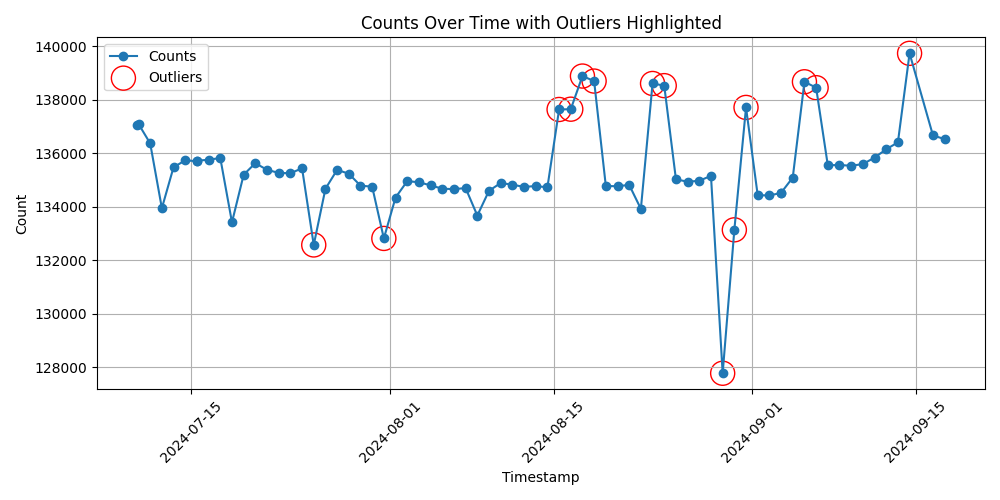 Counts Over Time with Outliers Highlighted
Counts
Outliers
Count
140000
138000
136000
134000
132000
130000
128000
2024-07-15
2024-08-01
2024-08-15
2024-09-01
2024-09-15
Timestamp